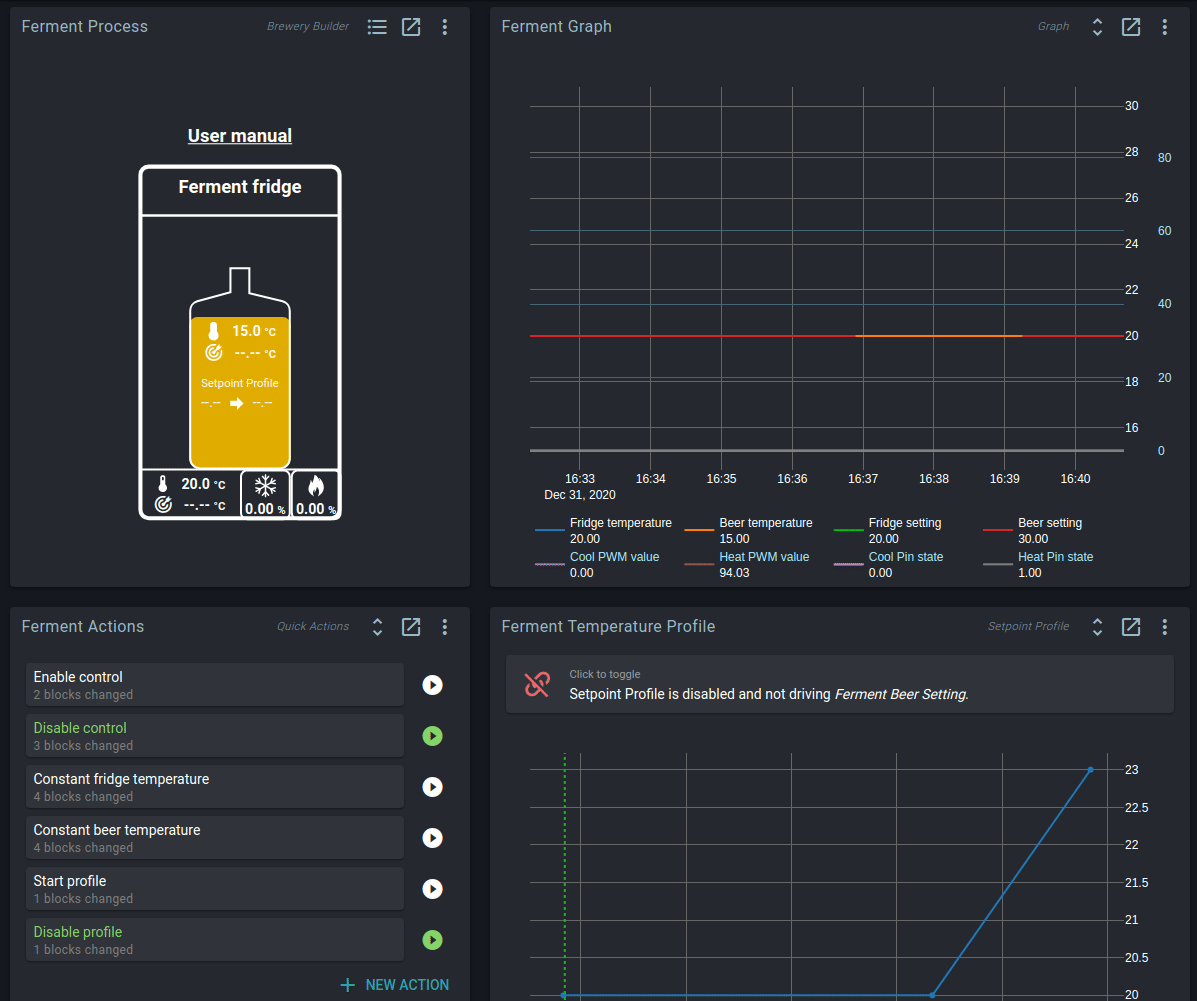 Ferment Process
Brewery Builder
User manual
Ferment fridge
15.0 °C
--.-- °C
Setpoint Profile
--.-- --.--
20.0 °C
--.-- °C
0.00 %
0.00 %
Ferment Graph
Graph
30
28
80
26
60
24
22
40
20
20
18
16
0
16:33 16:34 16:35 16:36 16:37 16:38 16:39 16:40
Dec 31, 2020
Fridge temperature Beer temperature Fridge setting Beer setting
20.00 15.00 20.00 30.00
Cool PWM value Heat PWM value Cool Pin state Heat Pin state
0.00 94.03 0.00 1.00
Ferment Actions
Quick Actions
Enable control
2 blocks changed
Disable control
3 blocks changed
Constant fridge temperature
4 blocks changed
Constant beer temperature
4 blocks changed
Start profile
1 blocks changed
Disable profile
1 blocks changed
NEW ACTION
Ferment Temperature Profile
Setpoint Profile
Click to toggle
Setpoint Profile is disabled and not driving Ferment Beer Setting.
23
22.5
22
21.5
21
20.5
20